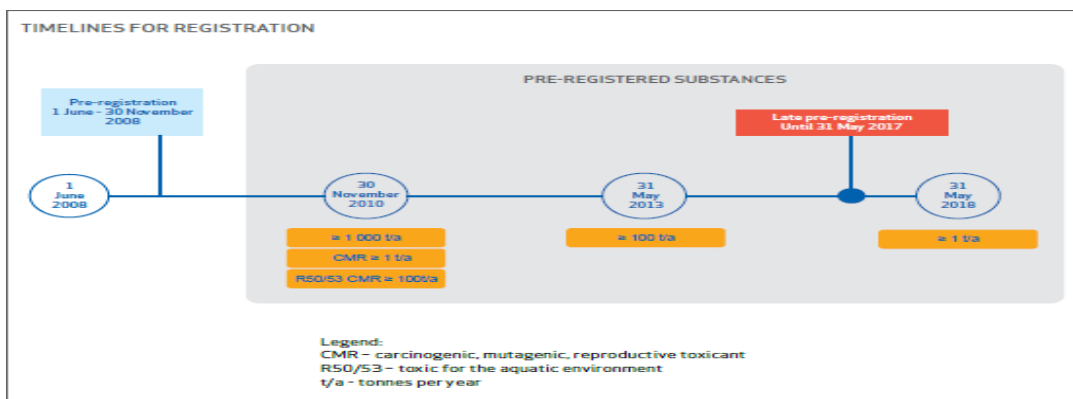 TIMELINES FOR REGISTRATION
PRE-REGISTERED SUBSTANCES
Pre-registration
1 June - 30 November
2008
Late pre-registration
Until 31 May 2017
1
June
2008
30
November
2010
31
May
2013
31
May
2018
≥ 1 000 t/a
CMR ≥ 1 t/a
R50/53 CMR ≥ 100t/a
≥ 100 t/a
≥ 1 t/a
Legend:
CMR – carcinogenic, mutagenic, reproductive toxicant
R50/53 – toxic for the aquatic environment
t/a - tonnes per year